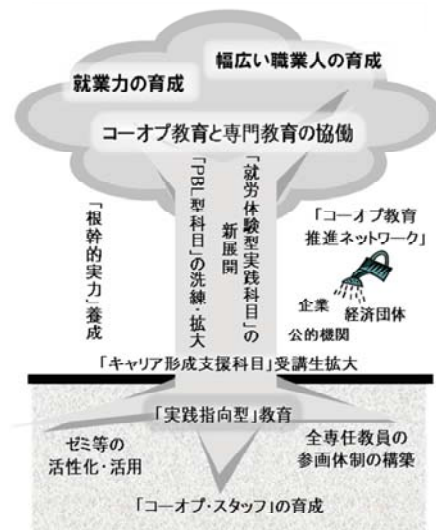 幅広い職業人の育成
就業力の育成
コーオプ教育と専門教育の協働
「根幹的実力」養成
「PBL型科目」の洗練・拡大
「就労体験型実践科目」の
新展開
「コーオプ教育
推進ネットワーク」
企業
経済団体
公的機関
「キャリア形成支援科目」受講生拡大
「実践指向型」教育
ゼミ等の
活性化・活用
全専任教員の
参画体制の構築
「コーオプ・スタッフ」の育成